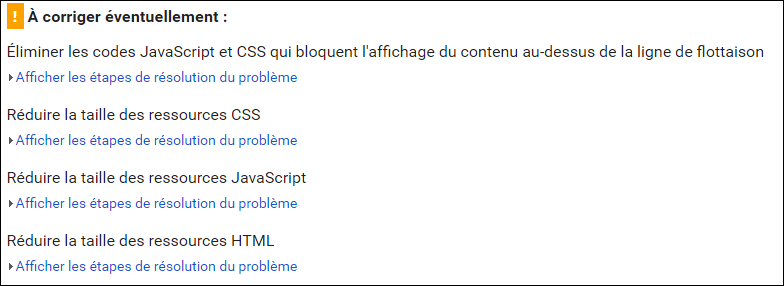 ! À corriger éventuellement :
Éliminer les codes JavaScript et CSS qui bloquent l'affichage du contenu au-dessus de la ligne de flottaison
Afficher les étapes de résolution du problème
Réduire la taille des ressources CSS
Afficher les étapes de résolution du problème
Réduire la taille des ressources JavaScript
Afficher les étapes de résolution du problème
Réduire la taille des ressources HTML
Afficher les étapes de résolution du problème